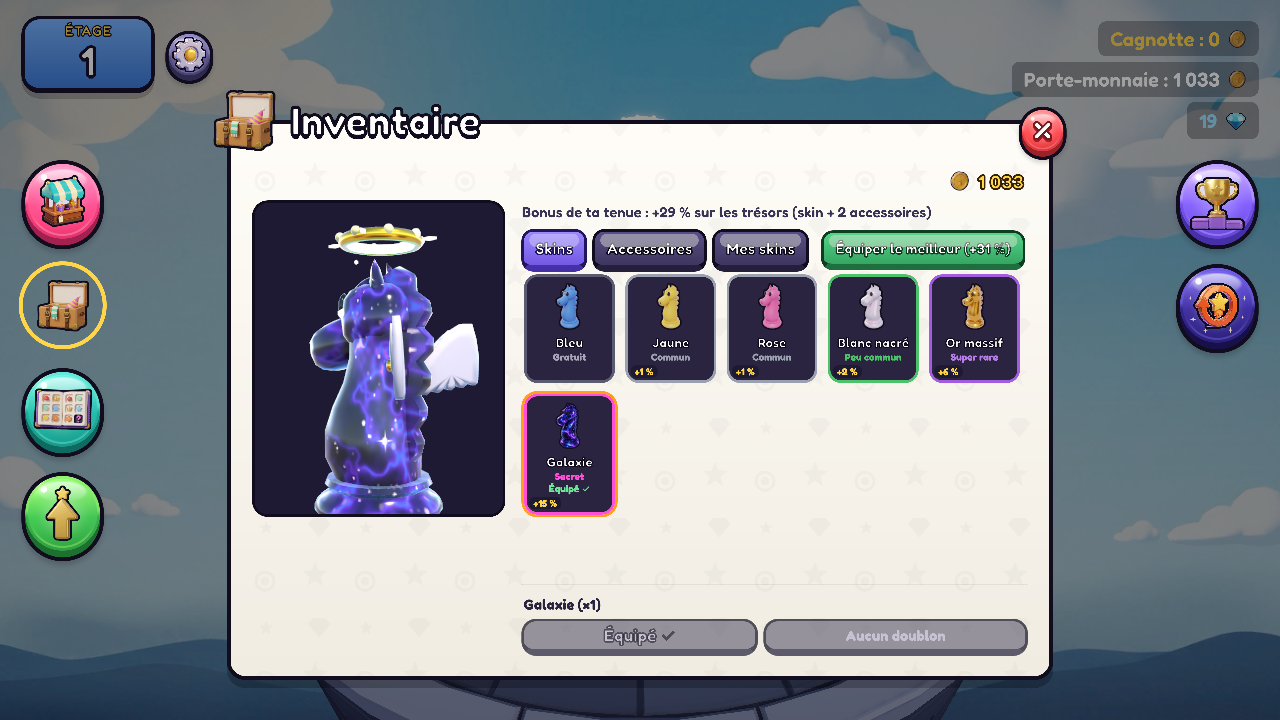 ÉTAGE
1
Cagnotte : 0
Porte-monnaie : 1 033
19
Inventaire
1 033
Bonus de ta tenue : +29 % sur les trésors (skin + 2 accessoires)
Skins
Accessoires
Mes skins
Équiper le meilleur (+31 %)
Bleu
Gratuit
Jaune
Commun
+1 %
Rose
Commun
+1 %
Blanc nacré
Peu commun
+2 %
Or massif
Super rare
+6 %
Galaxie
Secret
Équipé ✓
+15 %
Galaxie (x1)
Équipé ✓
Aucun doublon